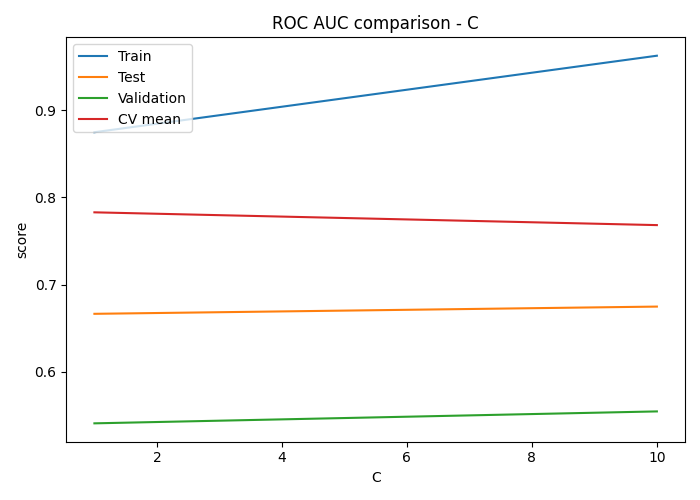 ROC AUC comparison - C
Train
Test
Validation
CV mean
score
0.9
0.8
0.7
0.6
2 4 6 8 10
C